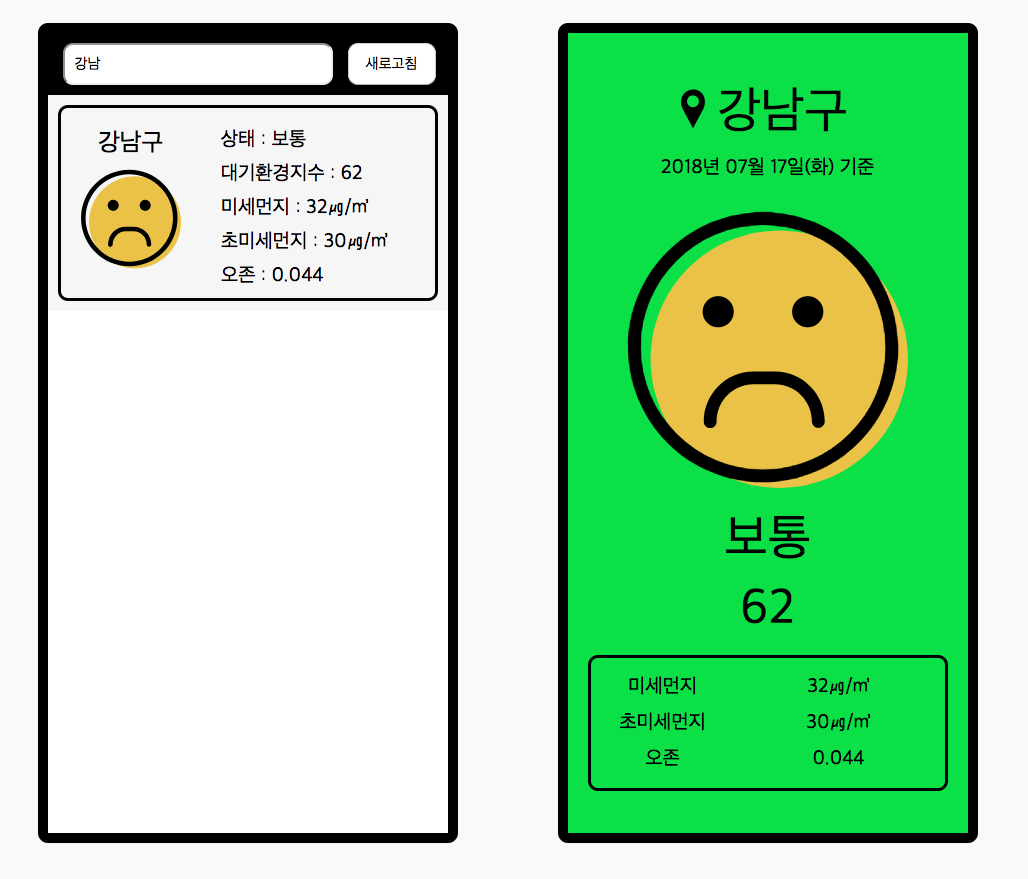 강남
새로고침
강남구
상태 : 보통
대기환경지수 : 62
미세먼지 : 32㎍/㎥
초미세먼지 : 30㎍/㎥
오존 : 0.044
강남구
2018년 07월 17일(화) 기준
보통
62
미세먼지 32㎍/㎥
초미세먼지 30㎍/㎥
오존 0.044